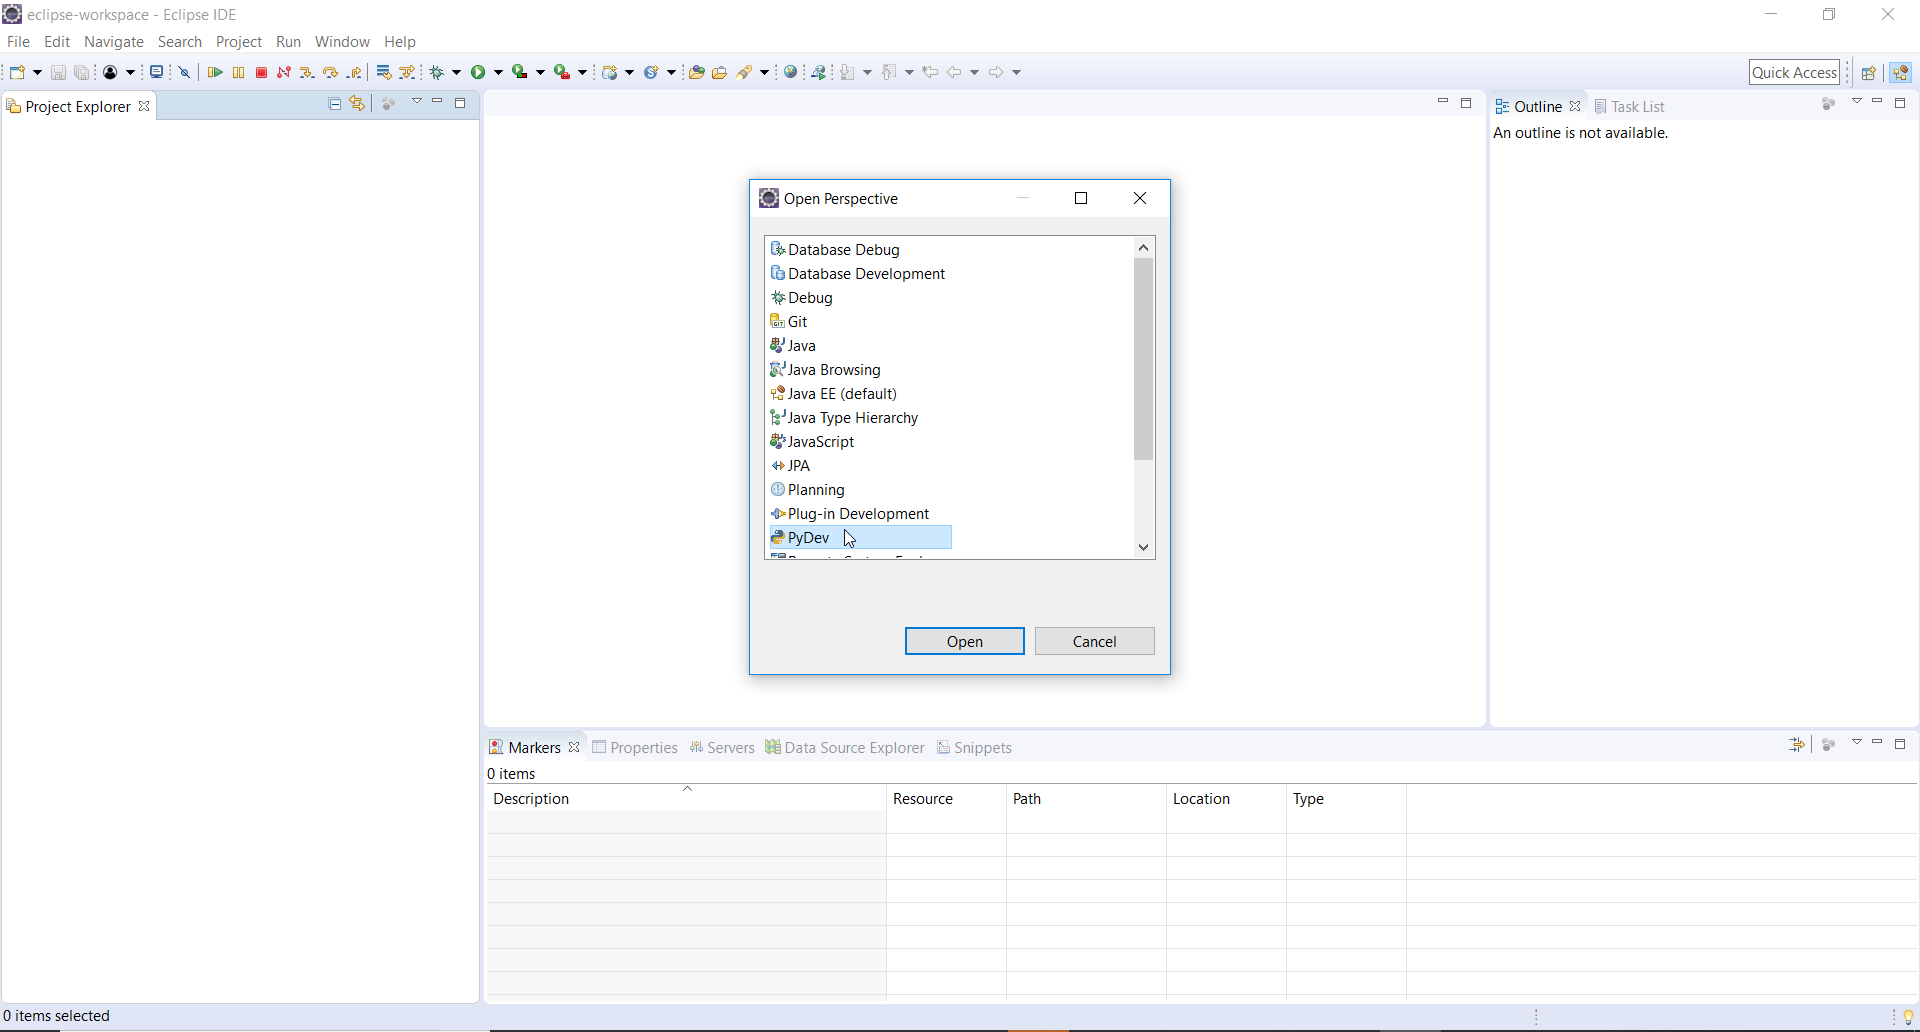 eclipse-workspace - Eclipse IDE
File Edit Navigate Search Project Run Window Help
Quick Access
Project Explorer
Outline Task List
An outline is not available.
Open Perspective
Database Debug
Database Development
Debug
Git
Java
Java Browsing
Java EE (default)
Java Type Hierarchy
JavaScript
JPA
Planning
Plug-in Development
PyDev
Open Cancel
Markers Properties Servers Data Source Explorer Snippets
0 items
Description Resource Path Location Type
0 items selected